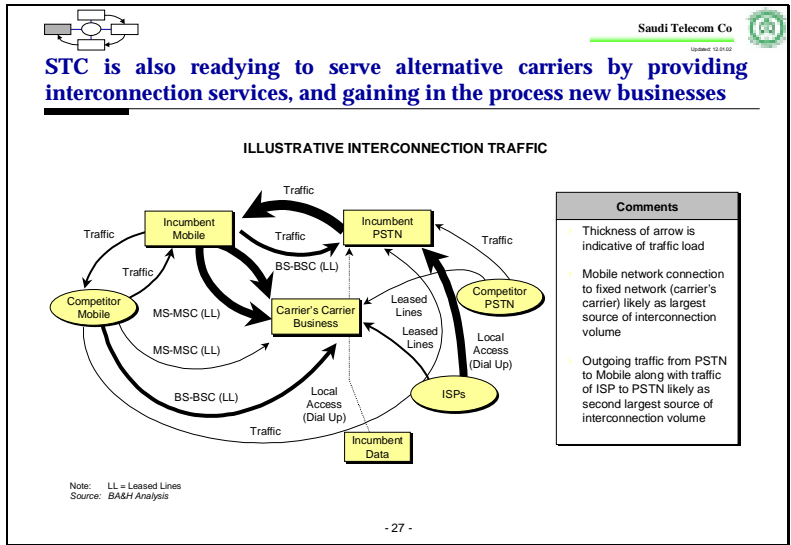 Saudi Telecom Co
Updated: 12.01.02
STC is also readying to serve alternative carriers by providing
interconnection services, and gaining in the process new businesses
ILLUSTRATIVE INTERCONNECTION TRAFFIC
Traffic
Incumbent
Mobile
Incumbent
PSTN
Traffic
Traffic
Traffic
Traffic
BS-BSC (LL)
Competitor
Mobile
Carrier's Carrier
Business
Competitor
PSTN
Leased
Lines
Leased
Lines
MS-MSC (LL)
MS-MSC (LL)
Local
Access
(Dial Up)
BS-BSC (LL)
Local
Access
(Dial Up)
ISPs
Traffic
Incumbent
Data
Comments
Thickness of arrow is
indicative of traffic load
Mobile network connection
to fixed network (carrier's
carrier) likely as largest
source of interconnection
volume
Outgoing traffic from PSTN
to Mobile along with traffic
of ISP to PSTN likely as
second largest source of
interconnection volume
Note: LL = Leased Lines
Source: BA&H Analysis
- 27 -